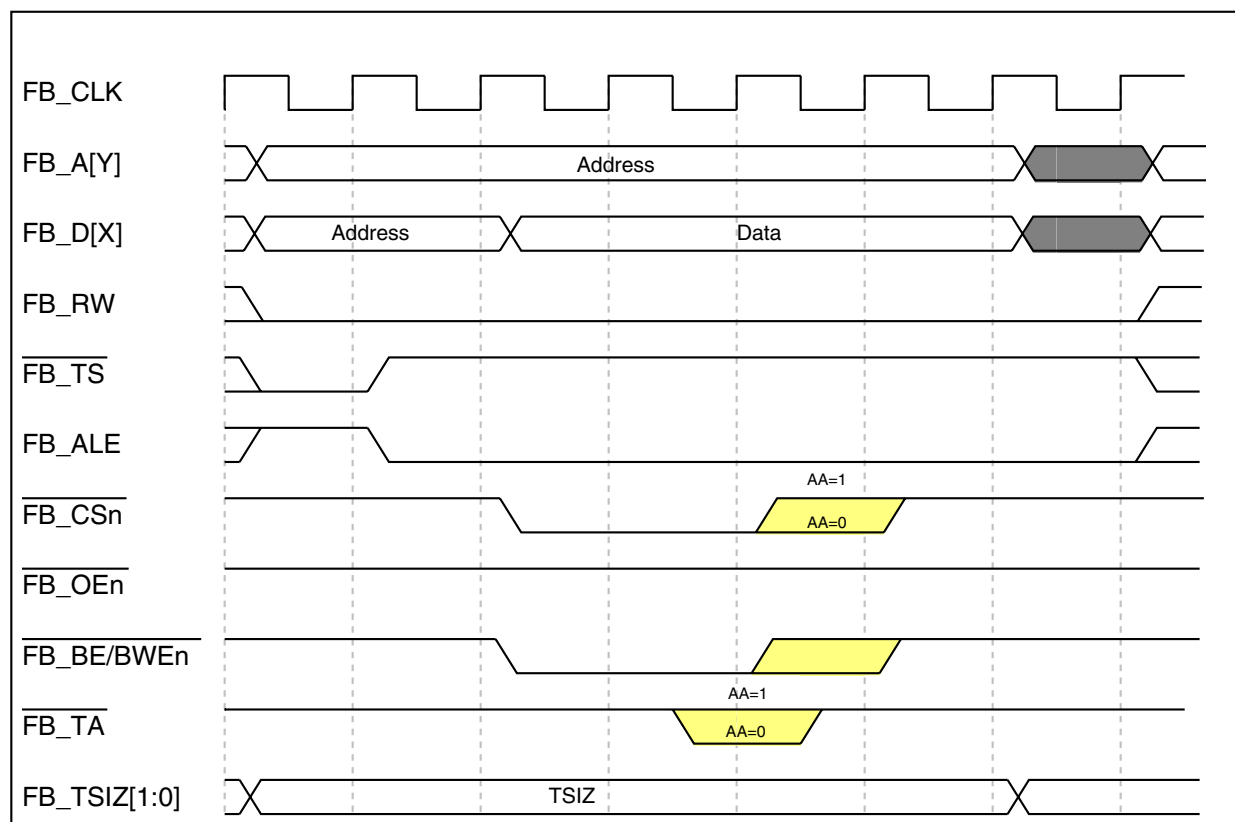 FB_CLK
FB_A[Y]
Address
FB_D[X]
Address
Data
FB_RW
FB_TS
FB_ALE
AA=1
FB_CSn
AA=0
FB_OEn
FB_BE/BWEn
AA=1
FB_TA
AA=0
FB_TSIZ[1:0]
TSIZ